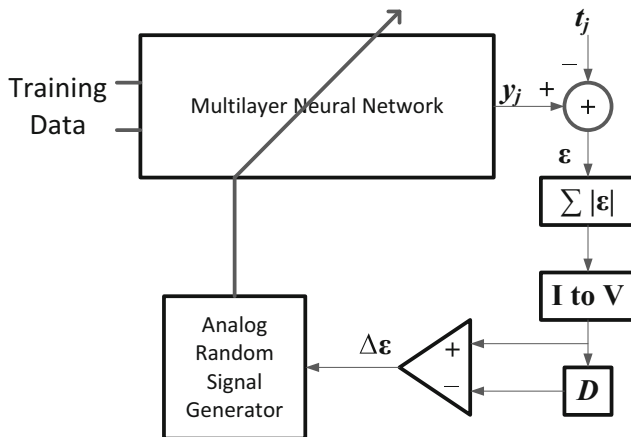 t_j
−
Training
Data
Multilayer Neural Network
y_j
+
+
ε
∑ |ε|
I to V
Analog
Random
Signal
Generator
Δε
+
−
D